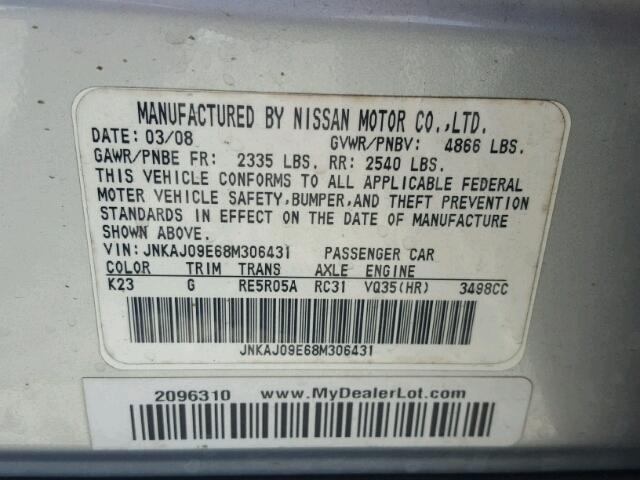 MANUFACTURED BY NISSAN MOTOR CO.,LTD.
DATE: 03/08 GVWR/PNBV: 4866 LBS.
GAWR/PNBE FR: 2335 LBS. RR: 2540 LBS.
THIS VEHICLE CONFORMS TO ALL APPLICABLE FEDERAL
MOTER VEHICLE SAFETY,BUMPER,AND THEFT PREVENTION
STANDARDS IN EFFECT ON THE DATE OF MANUFACTURE
SHOWN ABOVE.
VIN:JNKAJ09E68M306431 PASSENGER CAR
COLOR TRIM TRANS AXLE ENGINE
K23 G RE5R05A RC31 VQ35(HR) 3498CC
JNKAJ09E68M306431
2096310 www.MyDealerLot.com